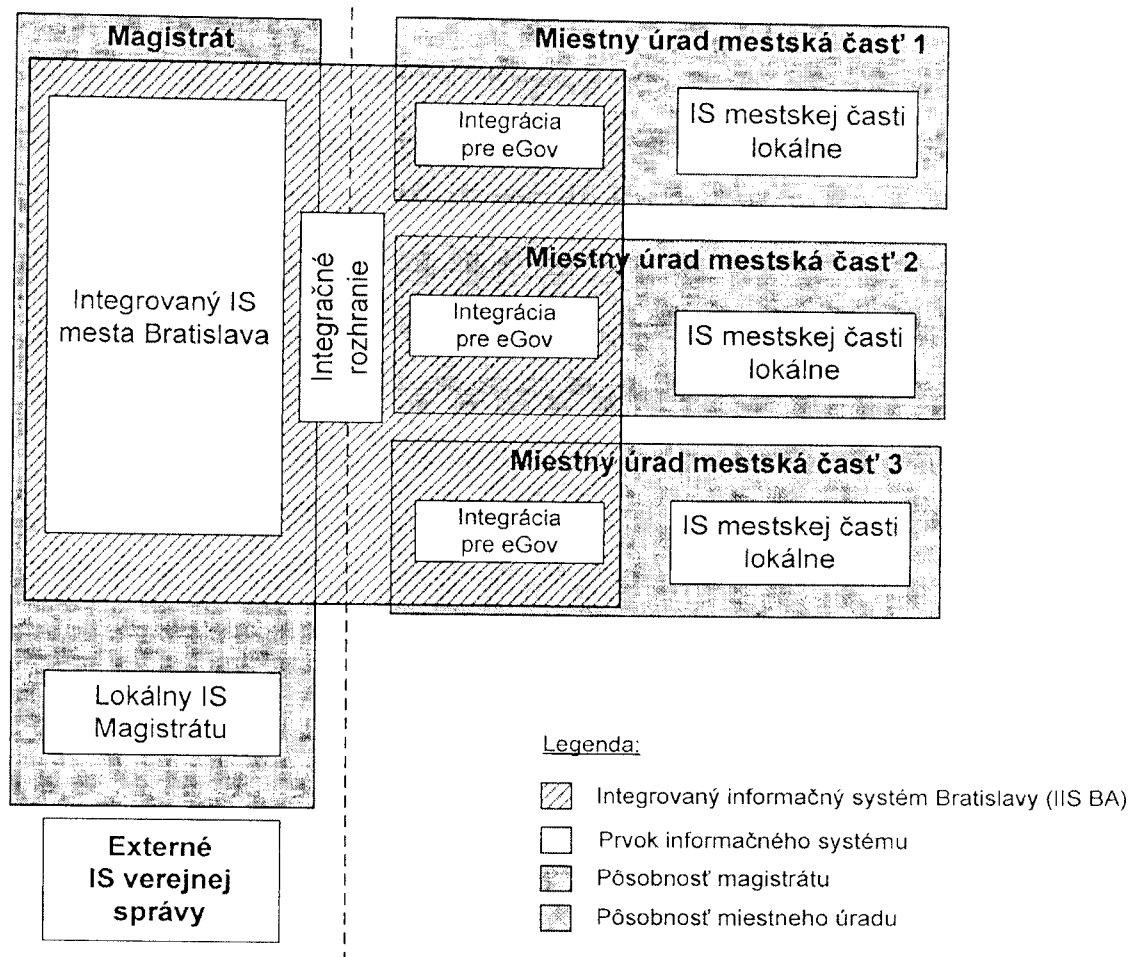 Magistrát
Miestny úrad mestská časť 1
Integrácia
pre eGov
IS mestskej časti
lokálne
Integrovaný IS
mesta Bratislava
Integračné
rozhranie
Miestny úrad mestská časť 2
Integrácia
pre eGov
IS mestskej časti
lokálne
Miestny úrad mestská časť 3
Integrácia
pre eGov
IS mestskej časti
lokálne
Lokálny IS
Magistrátu
Externé
IS verejnej
správy
Legenda:
Integrovaný informačný systém Bratislavy (IIS BA)
Prvok informačného systému
Pôsobnosť magistrátu
Pôsobnosť miestneho úradu